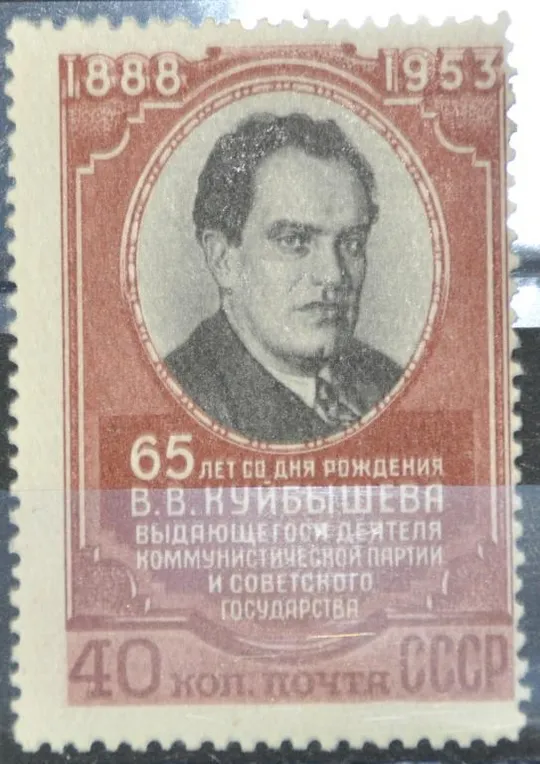 1888 1953
65 ЛЕТ СО ДНЯ РОЖДЕНИЯ
В.В.КУЙБЫШЕВА
ВЫДАЮЩЕГОСЯ ДЕЯТЕЛЯ
КОММУНИСТИЧЕСКОЙ ПАРТИИ
И СОВЕТСКОГО
ГОСУДАРСТВА
40 КОП. ПОЧТА СССР